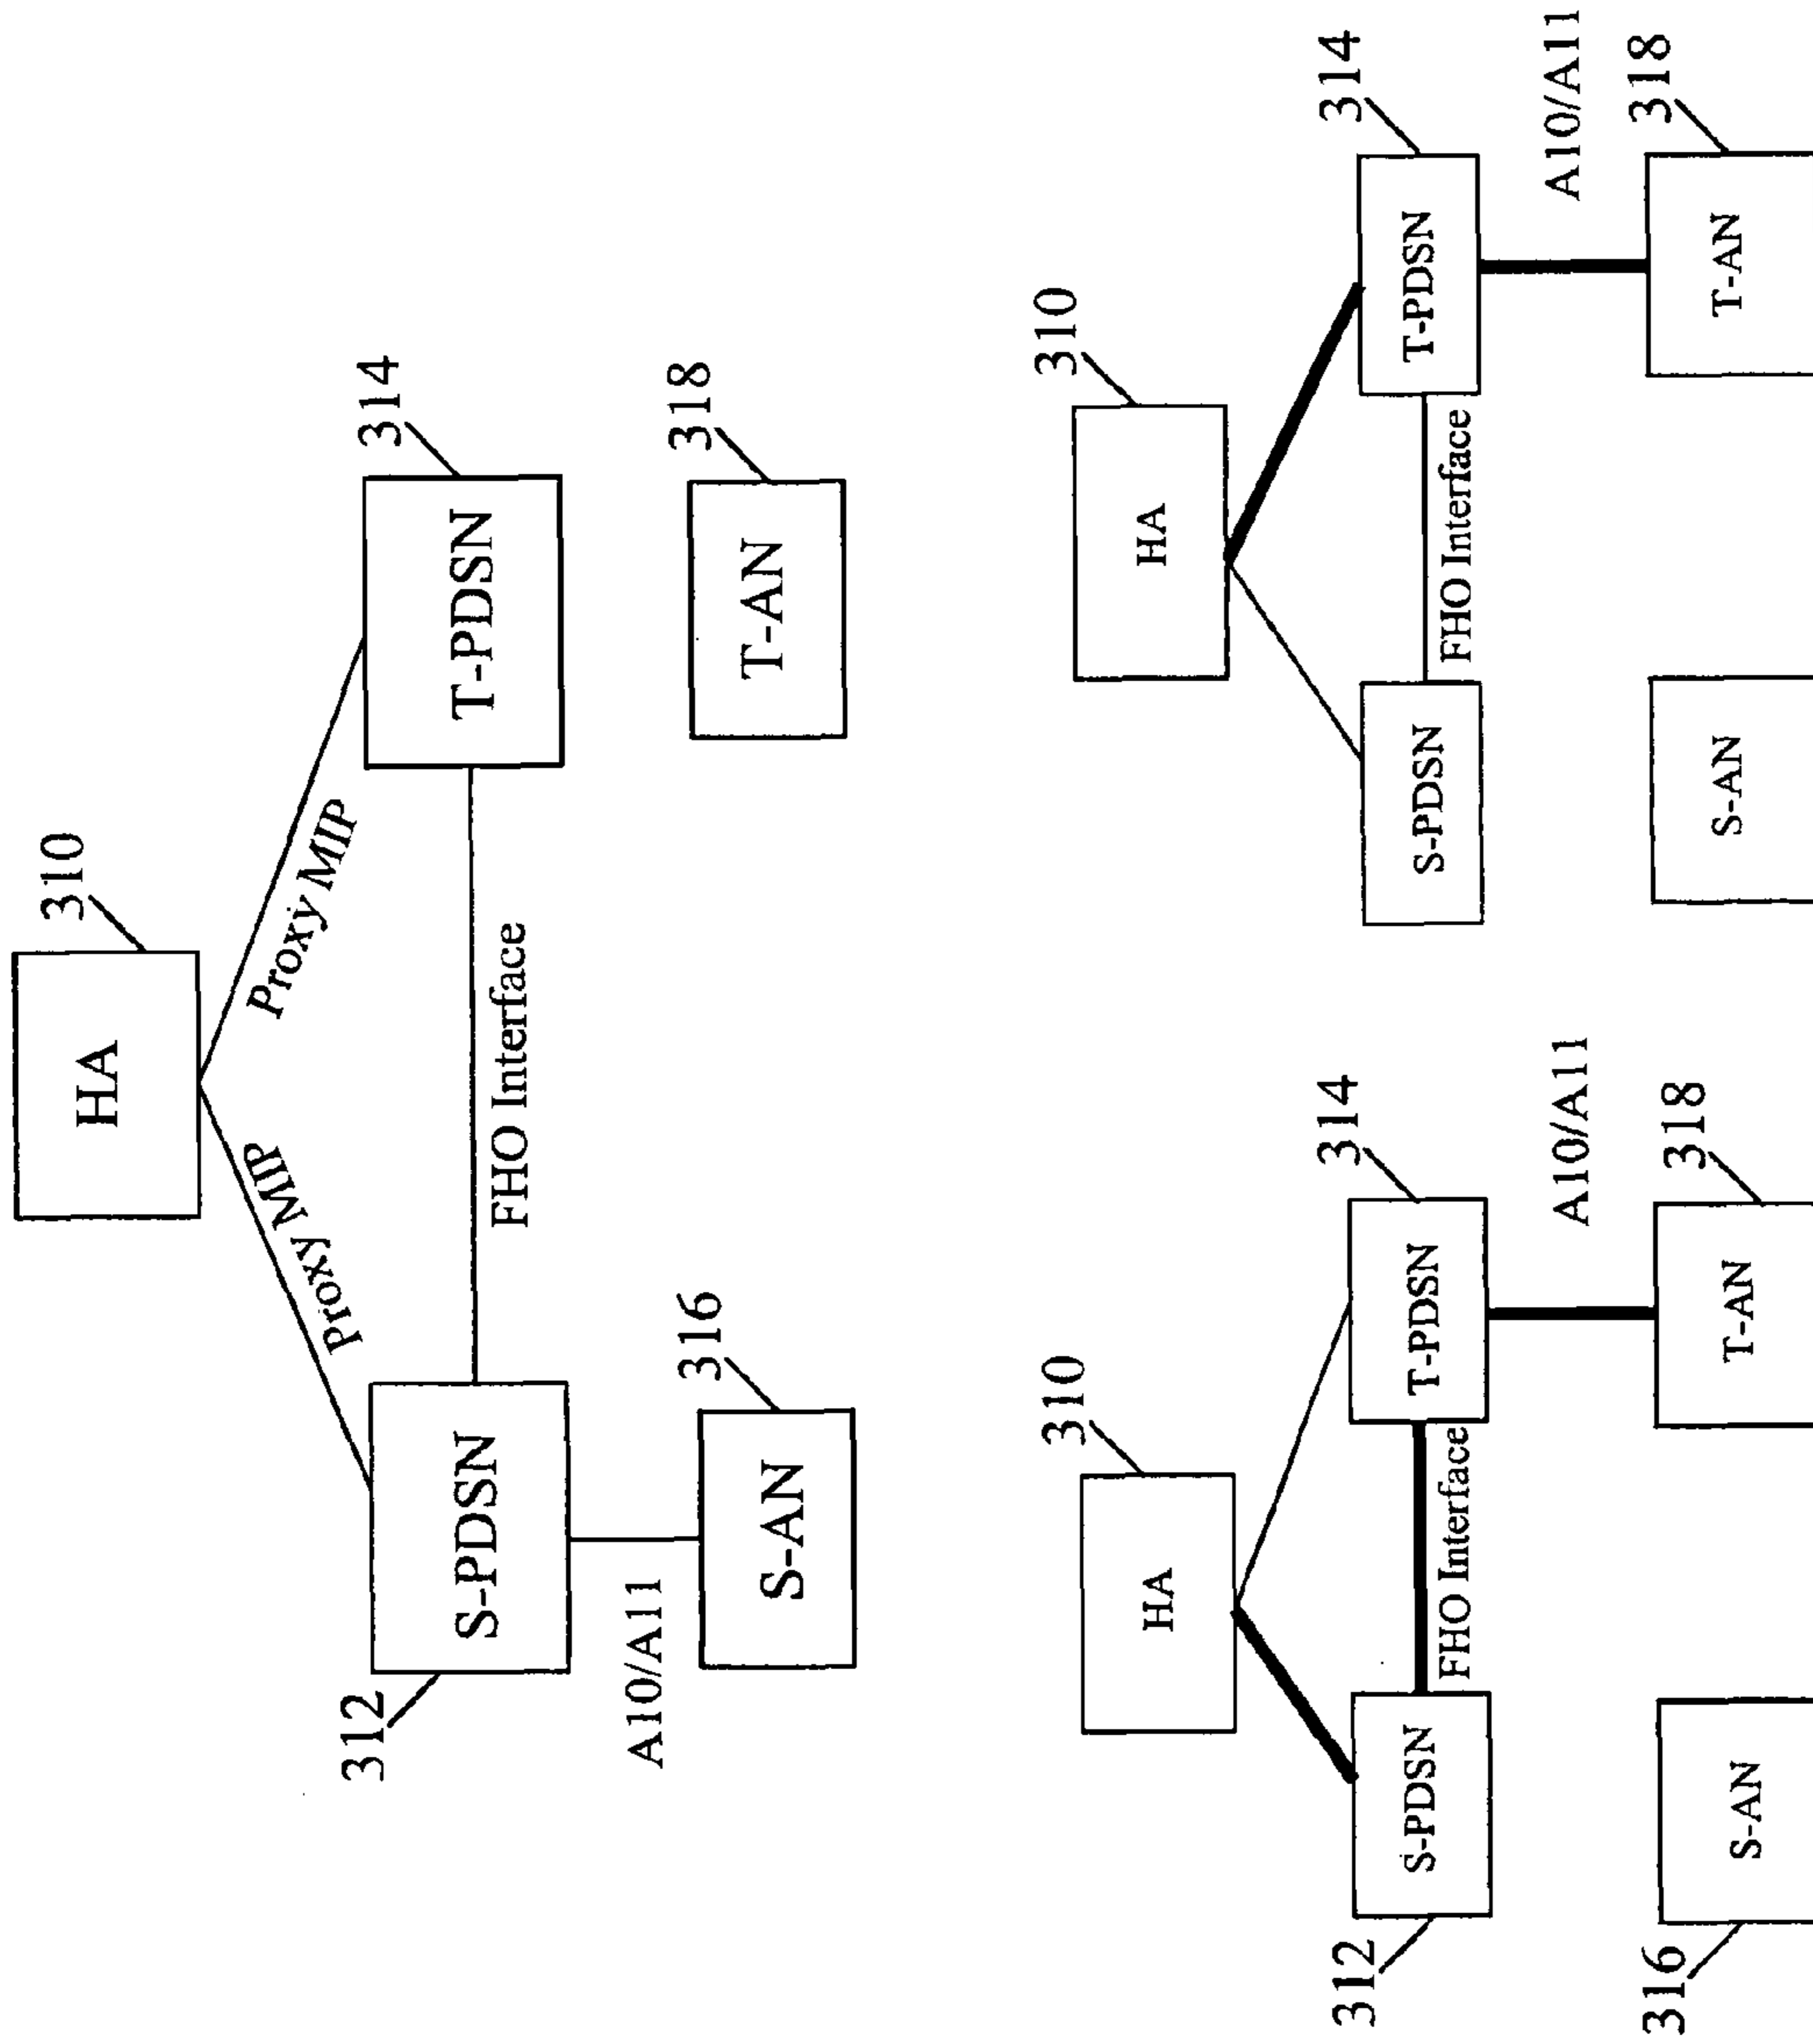 310
HA
Proxy MIP
Proxy MIP
312
S-PDSN
314
T-PDSN
FHO Interface
A10/A11
316
S-AN
318
T-AN
310
HA
312
S-PDSN
314
T-PDSN
FHO Interface
A10/A11
316
S-AN
318
T-AN
310
HA
S-PDSN
314
T-PDSN
FHO Interface
A10/A11
S-AN
318
T-AN